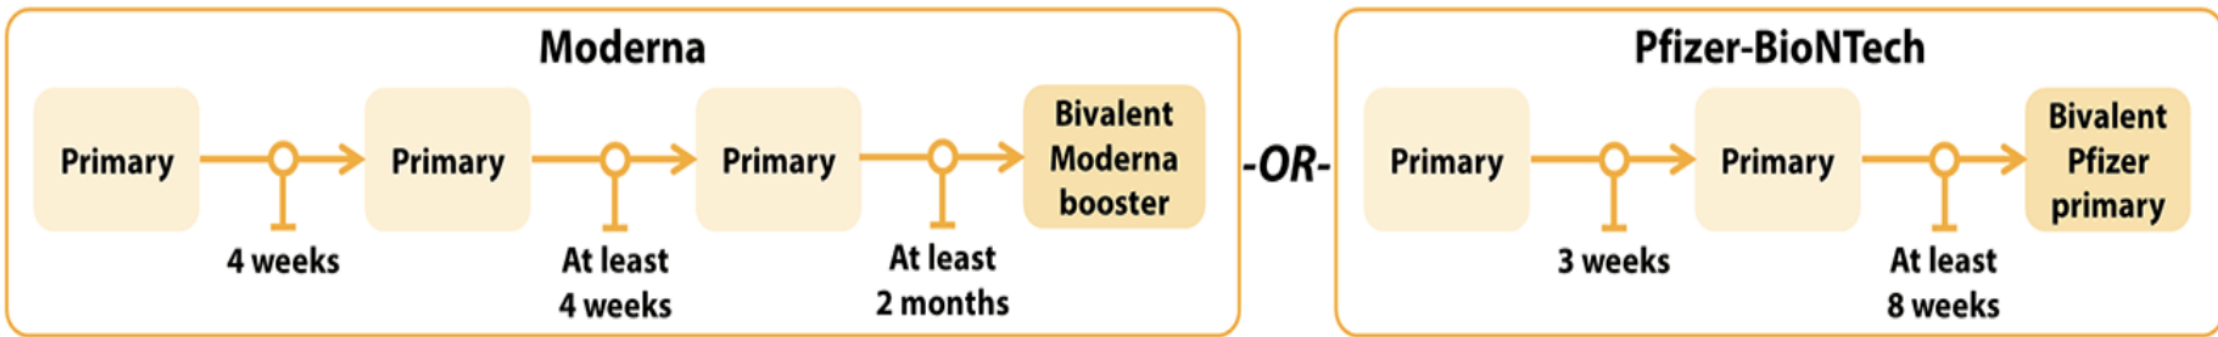 Moderna
Primary
4 weeks
Primary
At least
4 weeks
Primary
At least
2 months
Bivalent
Moderna
booster
-OR-
Pfizer-BioNTech
Primary
3 weeks
Primary
At least
8 weeks
Bivalent
Pfizer
primary